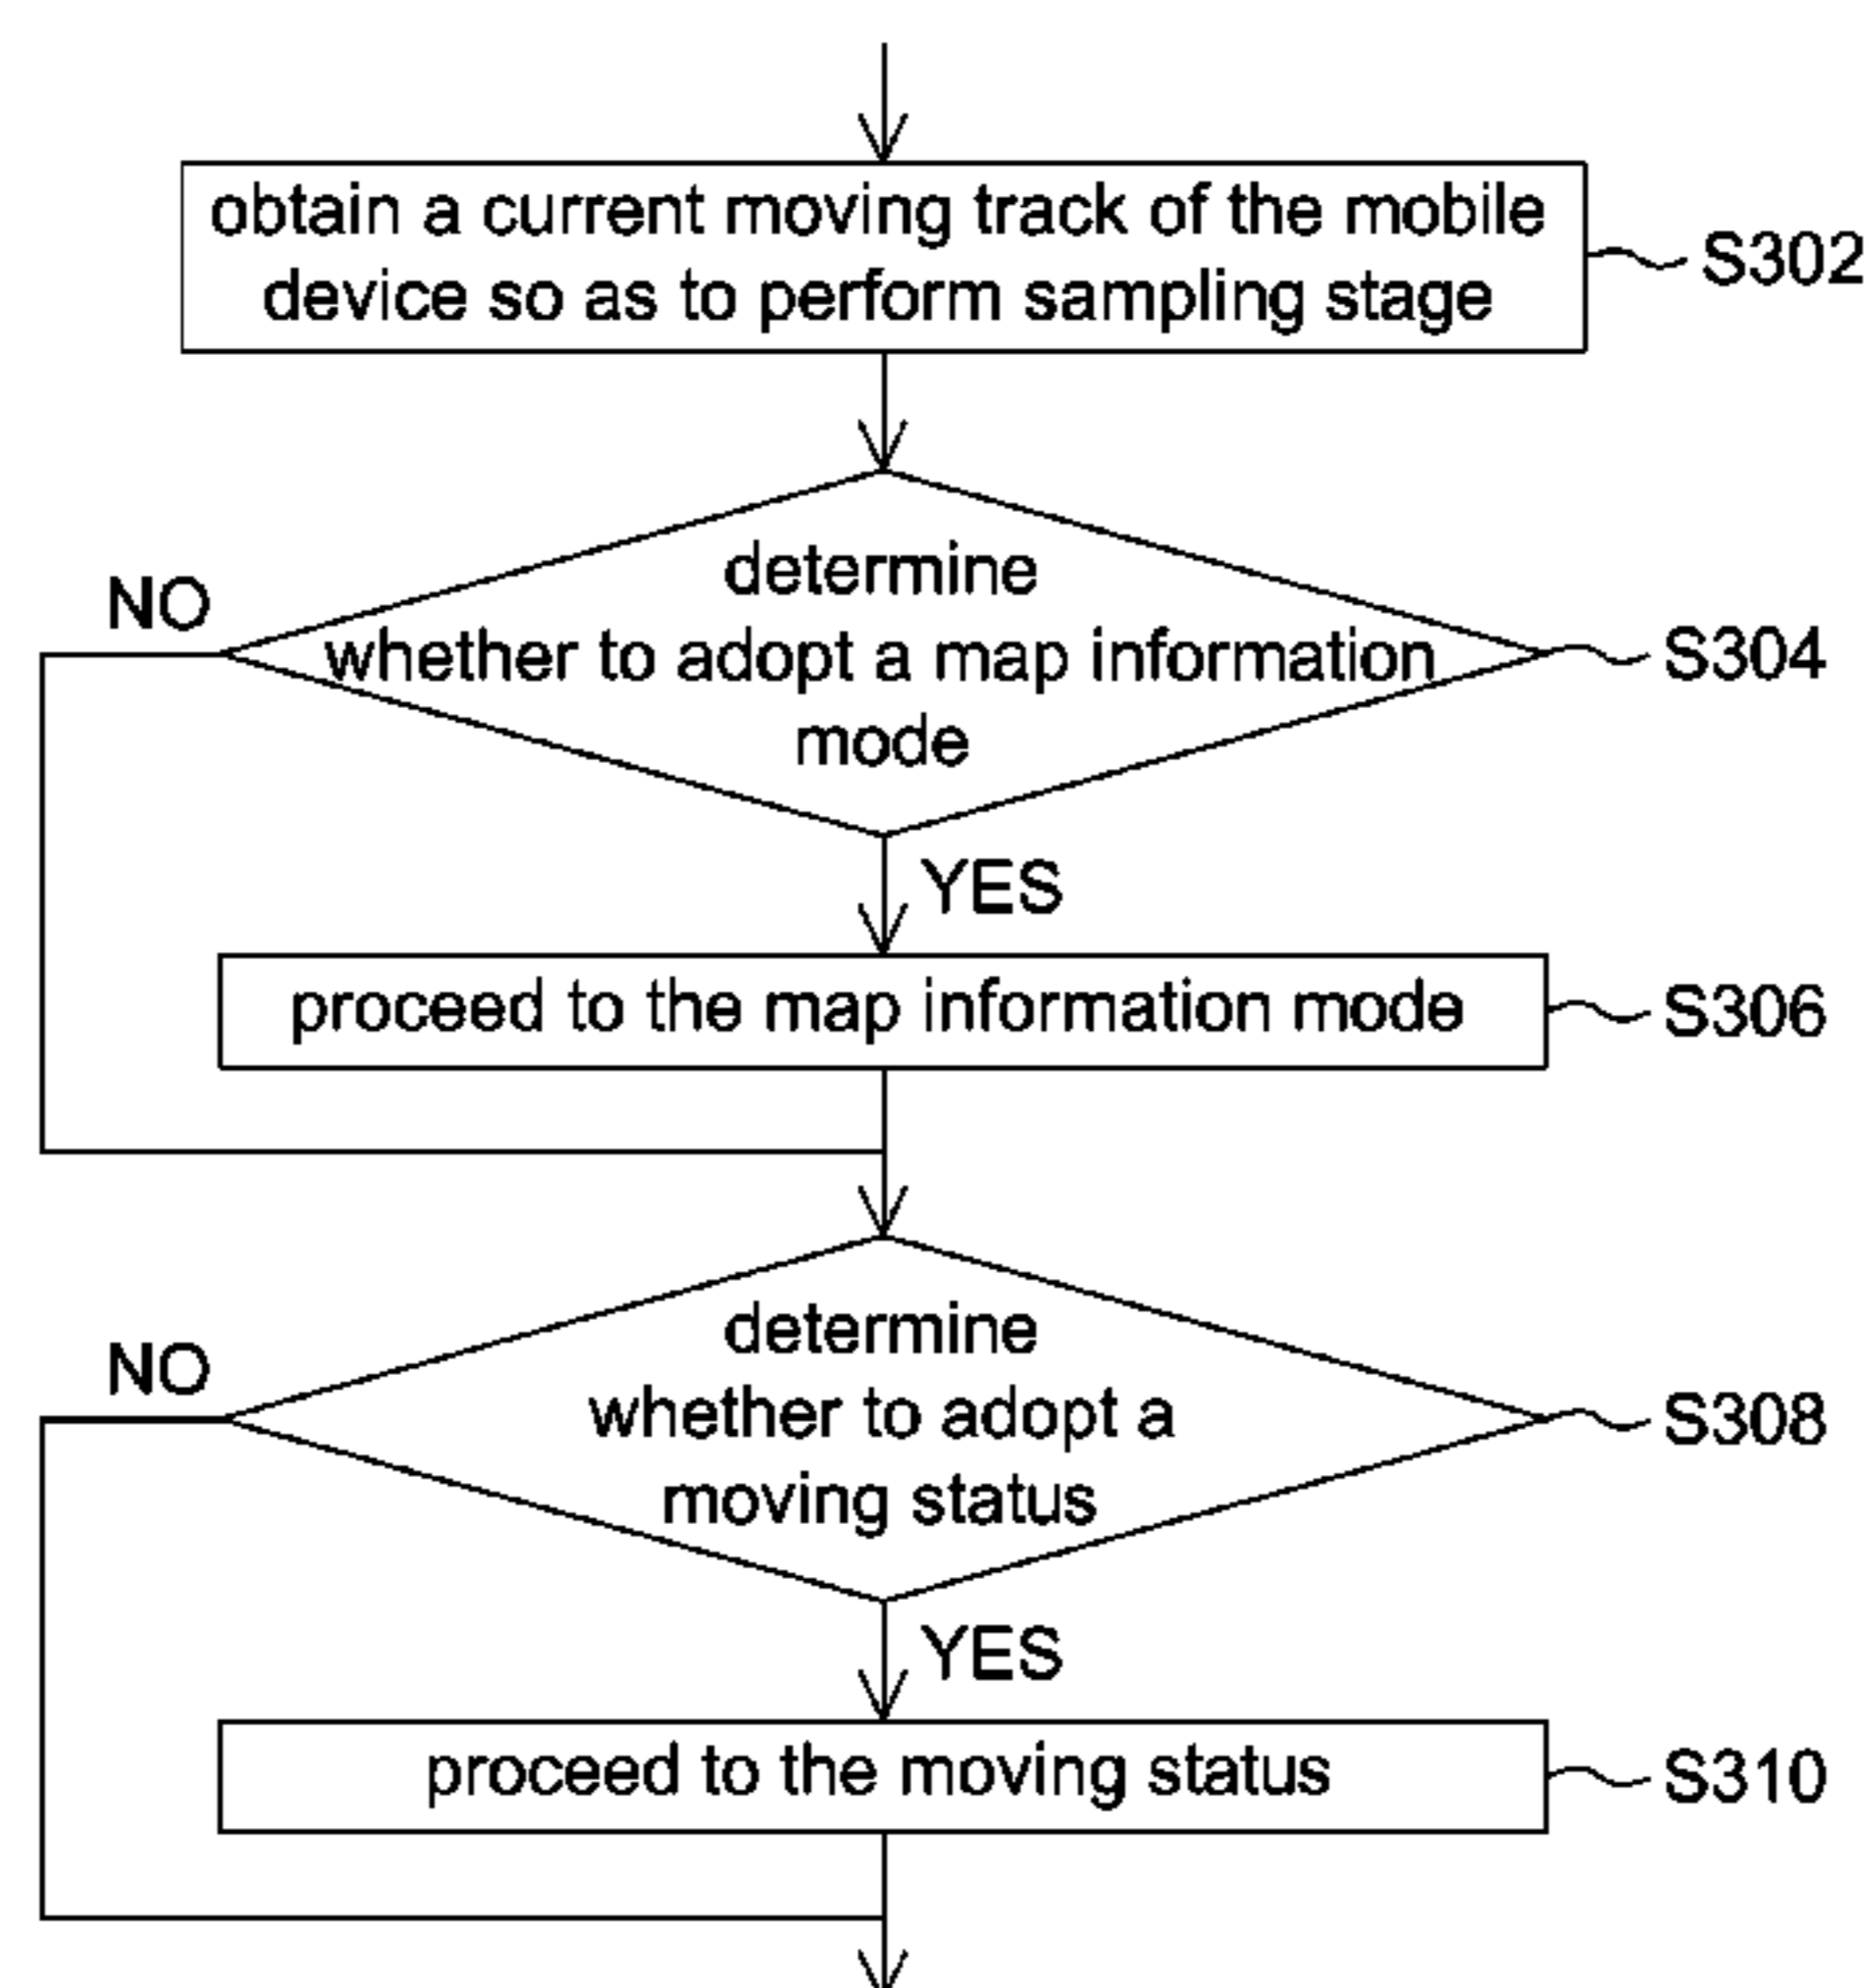 obtain a current moving track of the mobile
device so as to perform sampling stage
S302
determine
whether to adopt a map information
mode
NO
S304
YES
proceed to the map information mode
S306
determine
whether to adopt a
moving status
NO
S308
YES
proceed to the moving status
S310